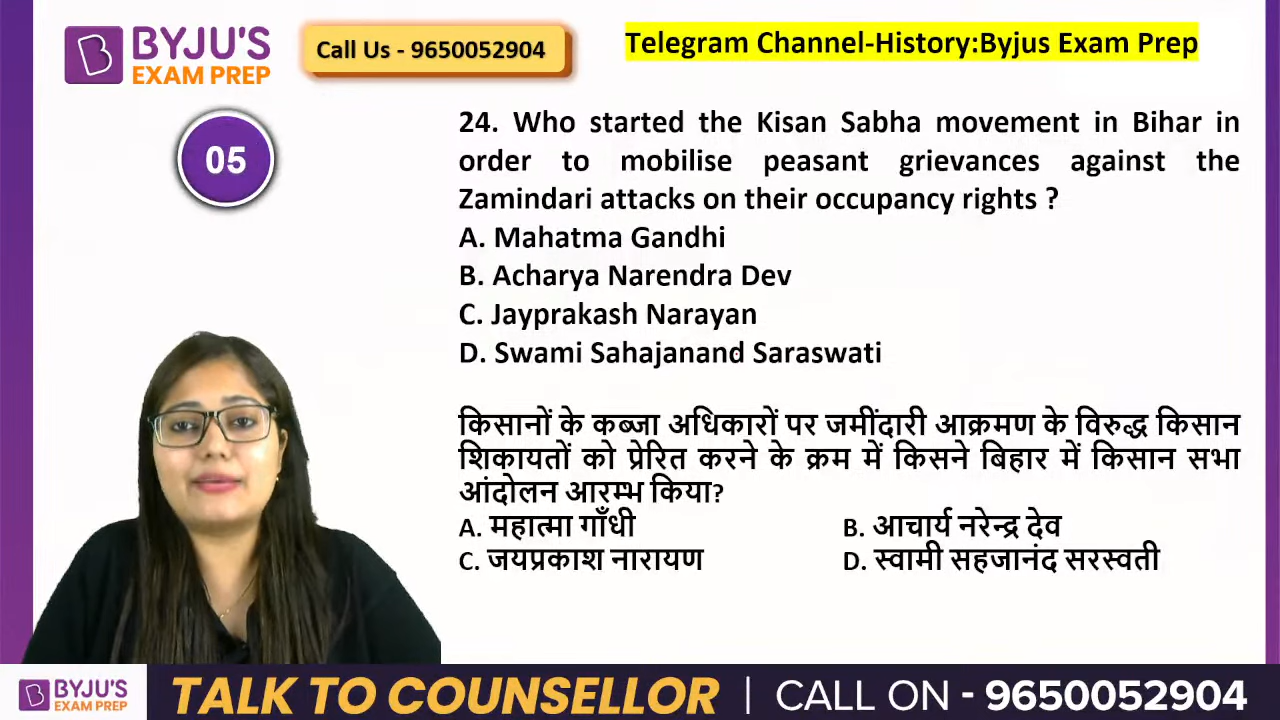 BYJU'S
EXAM PREP
Call Us - 9650052904
Telegram Channel-History:Byjus Exam Prep
05
24. Who started the Kisan Sabha movement in Bihar in
order to mobilise peasant grievances against the
Zamindari attacks on their occupancy rights ?
A. Mahatma Gandhi
B. Acharya Narendra Dev
C. Jayprakash Narayan
D. Swami Sahajanand Saraswati
किसानों के कब्जा अधिकारों पर जमींदारी आक्रमण के विरुद्ध किसान
शिकायतों को प्रेरित करने के क्रम में किसने बिहार में किसान सभा
आंदोलन आरम्भ किया?
A. महात्मा गाँधी B. आचार्य नरेन्द्र देव
C. जयप्रकाश नारायण D. स्वामी सहजानंद सरस्वती
BYJU'S
EXAM PREP
TALK TO COUNSELLOR | CALL ON - 9650052904